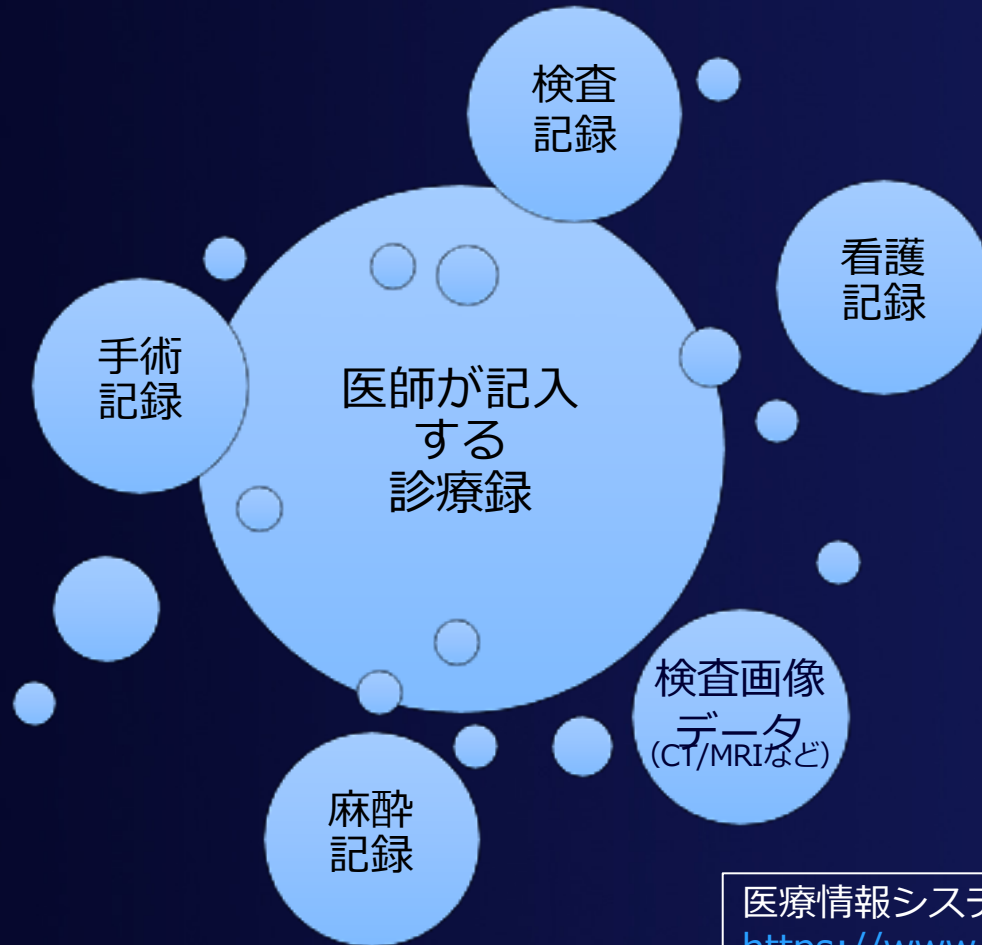 検査
記録
看護
記録
手術
記録
医師が記入
する
診療録
検査画像
データ
（CT/MRIなど）
麻酔
記録
医療情報システ
https://www.